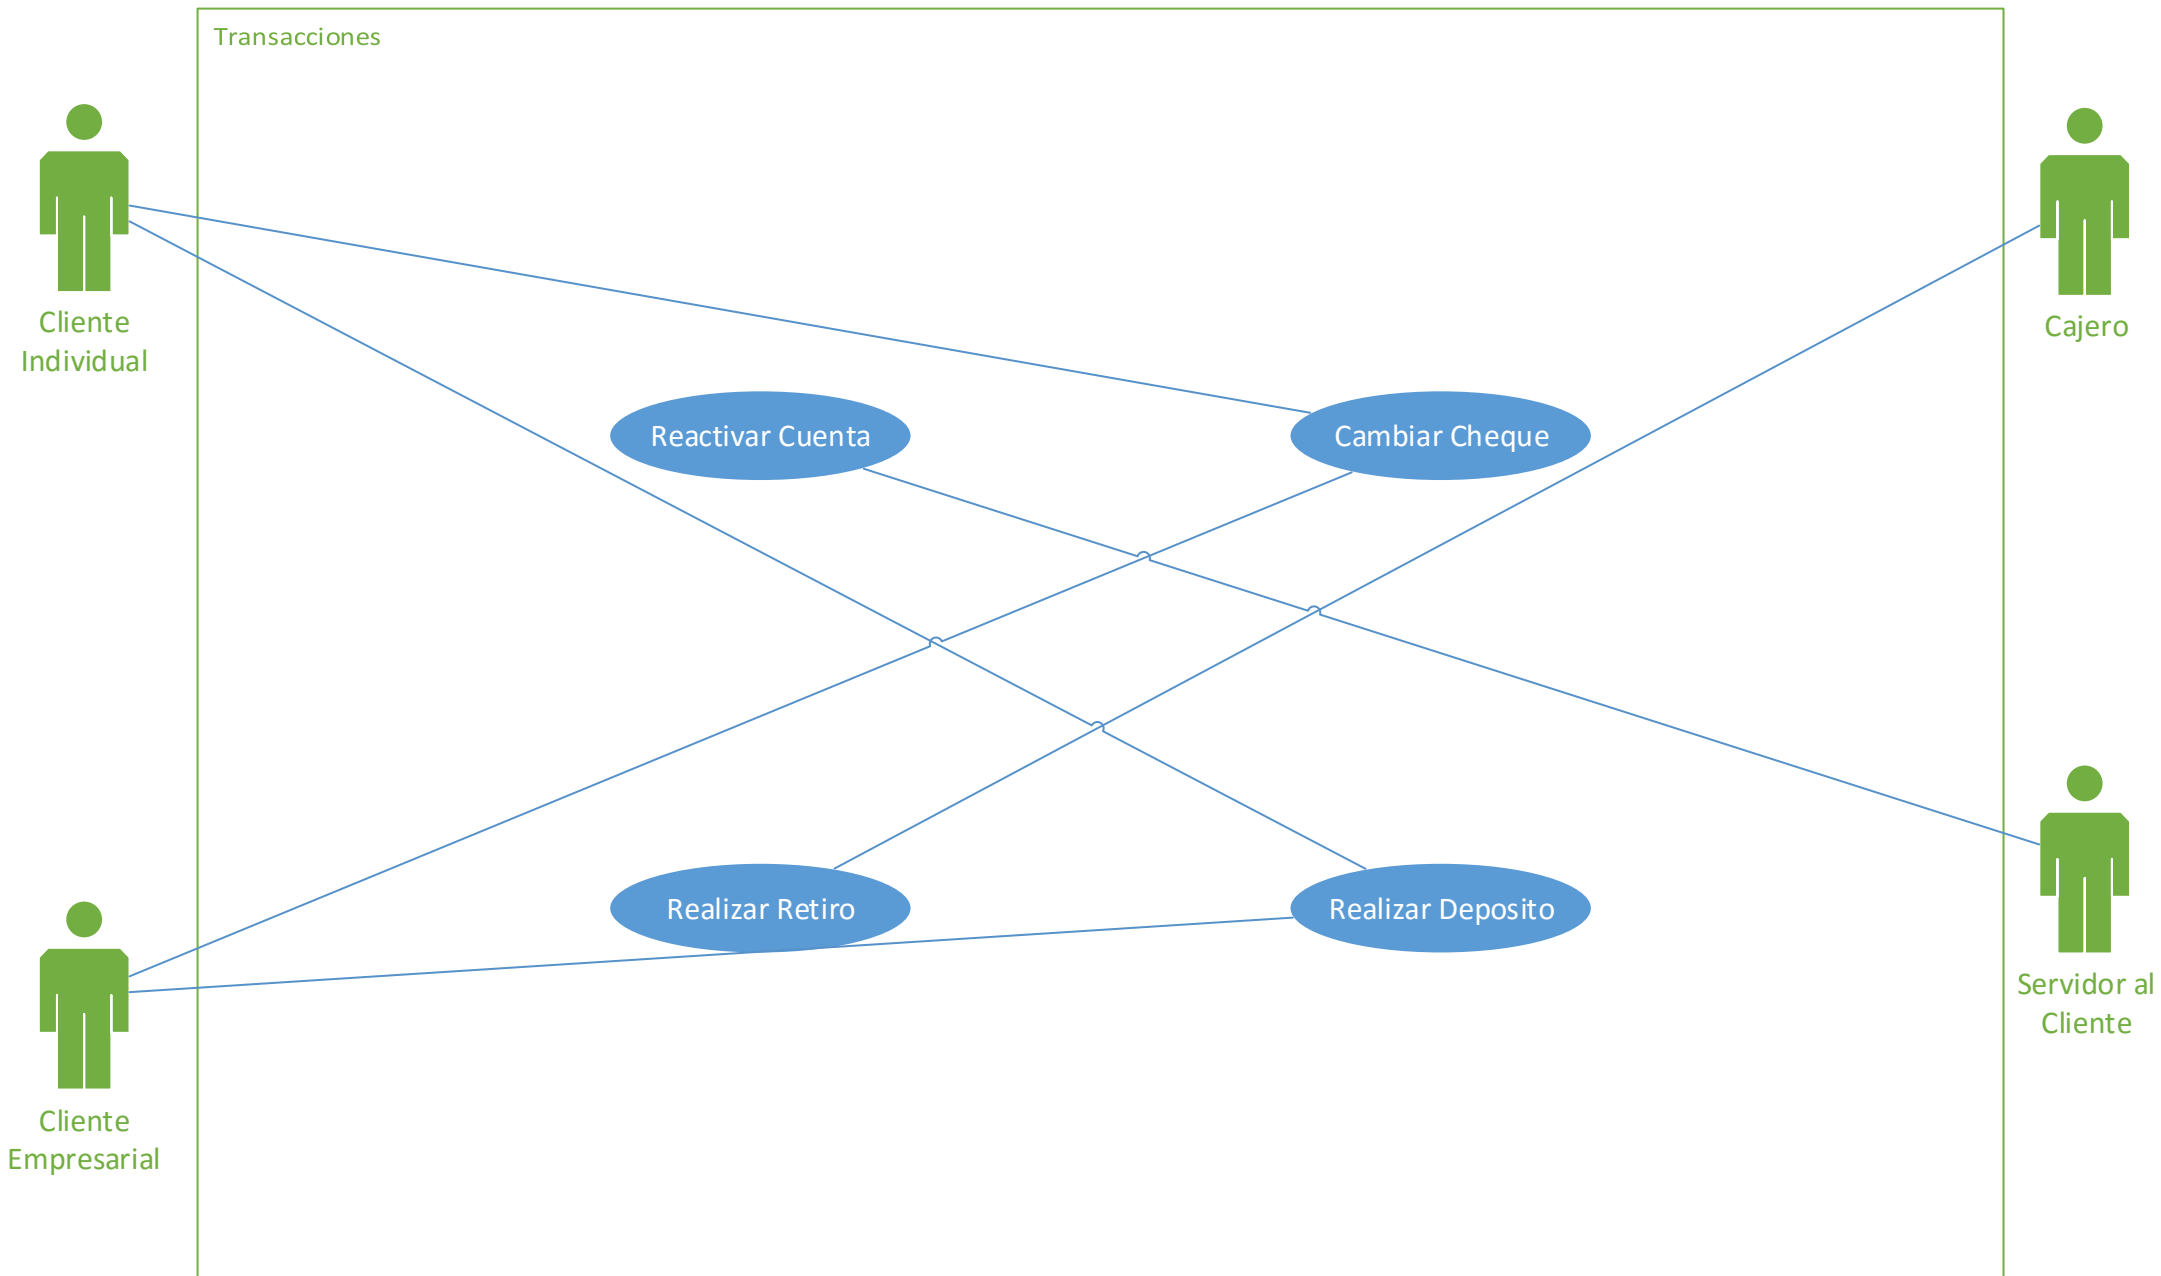 Transacciones
Cliente
Individual
Cajero
Reactivar Cuenta
Cambiar Cheque
Realizar Retiro
Realizar Deposito
Servidor al
Cliente
Cliente
Empresarial